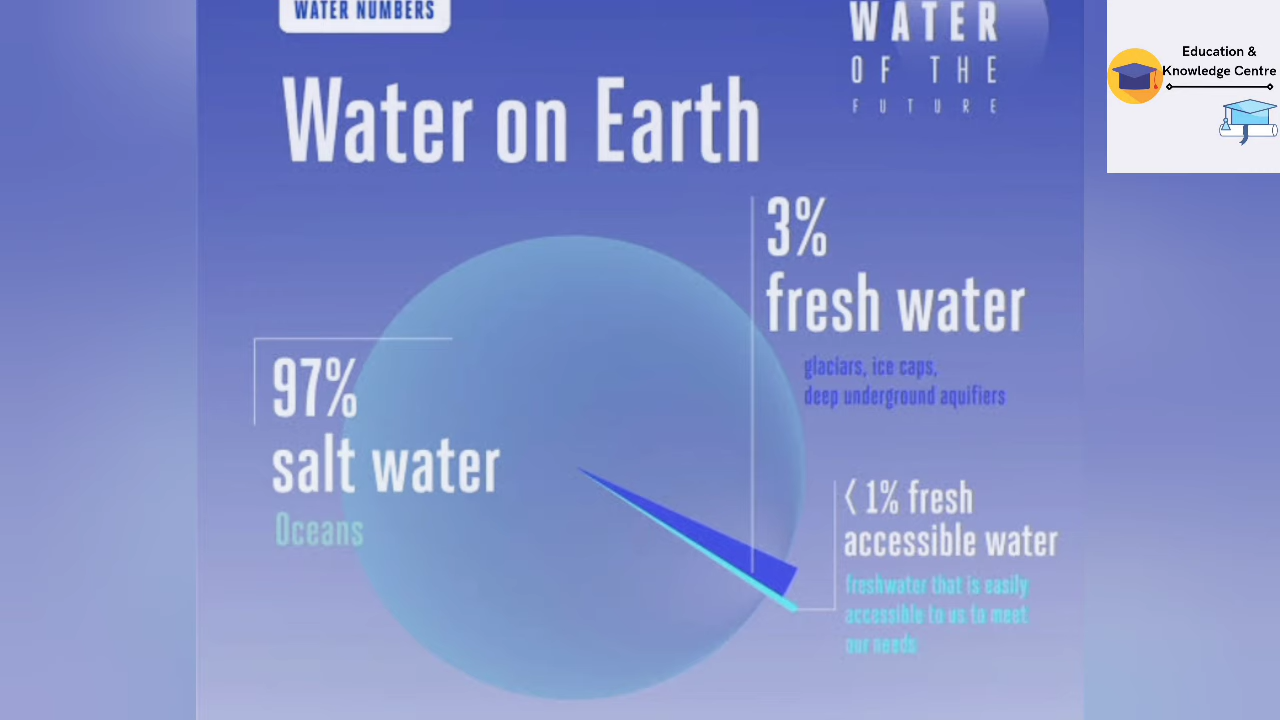 WATER NUMBERS
WATER
OF THE
FUTURE
Education &
Knowledge Centre
Water on Earth
3%
fresh water
glaciars, ice caps,
deep underground aquifiers
97%
salt water
Oceans
< 1% fresh
accessible water
freshwater that is easily
accessible to us to meet
our needs